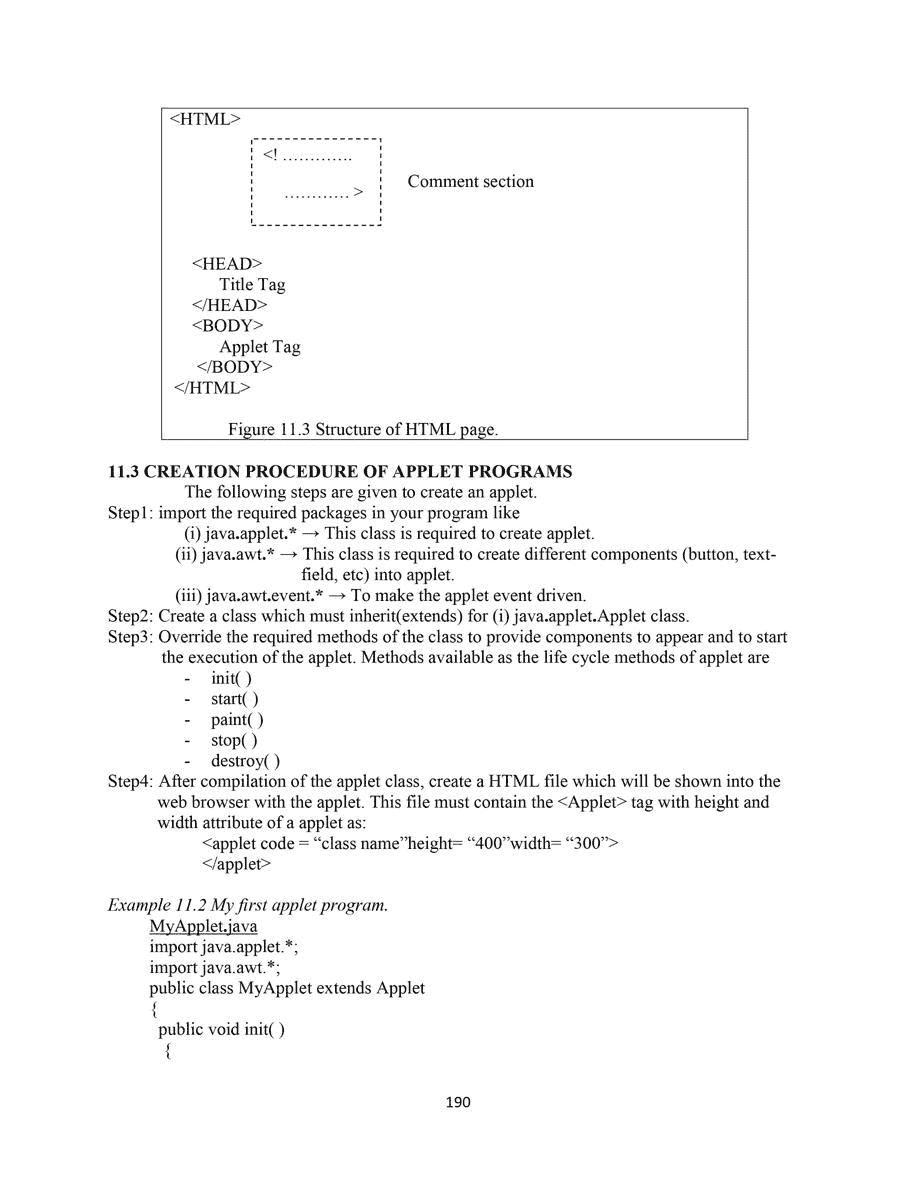 <HTML>
<! ………….
………… >
Comment section
<HEAD>
Title Tag
</HEAD>
<BODY>
Applet Tag
</BODY>
</HTML>
Figure 11.3 Structure of HTML page.
11.3 CREATION PROCEDURE OF APPLET PROGRAMS
The following steps are given to create an applet.
Step1: import the required packages in your program like
(i) java.applet.* → This class is required to create applet.
(ii) java.awt.* → This class is required to create different components (button, text-
field, etc) into applet.
(iii) java.awt.event.* → To make the applet event driven.
Step2: Create a class which must inherit(extends) for (i) java.applet.Applet class.
Step3: Override the required methods of the class to provide components to appear and to start
the execution of the applet. Methods available as the life cycle methods of applet are
- init( )
- start( )
- paint( )
- stop( )
- destroy( )
Step4: After compilation of the applet class, create a HTML file which will be shown into the
web browser with the applet. This file must contain the <Applet> tag with height and
width attribute of a applet as:
<applet code = “class name”height= “400”width= “300”>
</applet>
Example 11.2 My first applet program.
MyApplet.java
import java.applet.*;
import java.awt.*;
public class MyApplet extends Applet
{
public void init( )
{
190